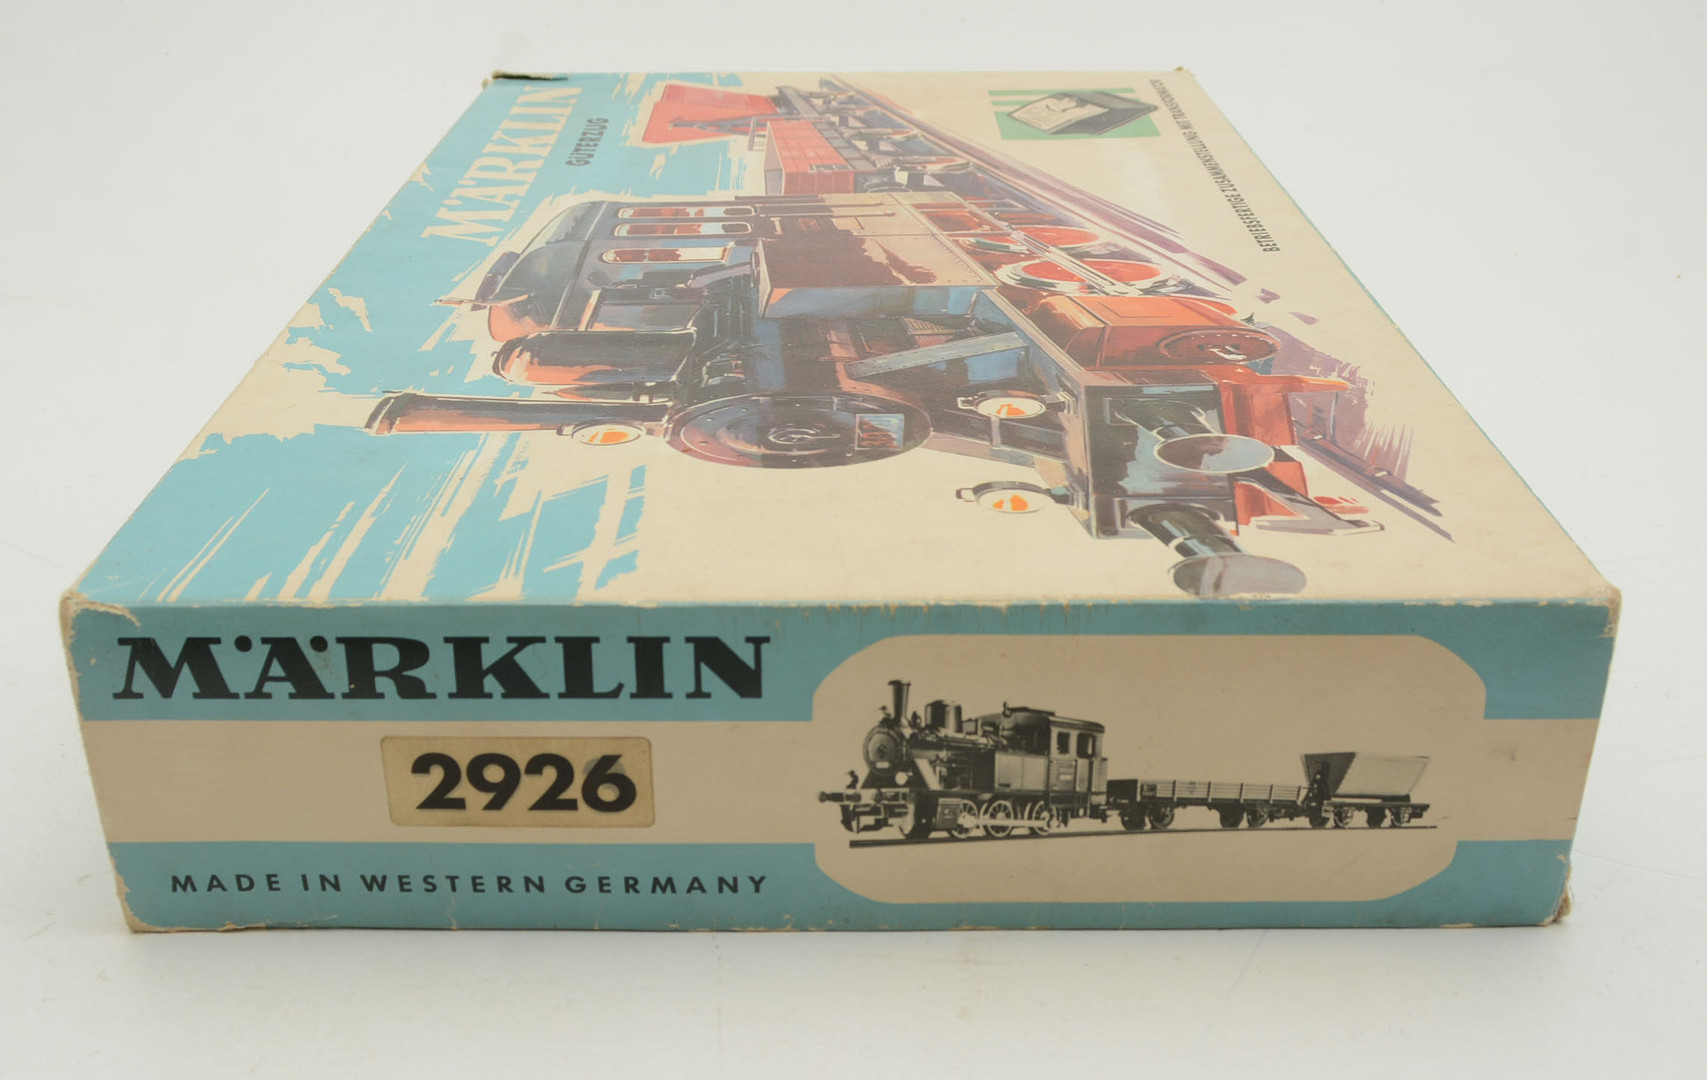 MÄRKLIN
GÜTERZUG
BETRIEBSFERTIGE ZUSAMMENSTELLUNG MIT TRANSFORMATOR
MÄRKLIN
2926
MADE IN WESTERN GERMANY